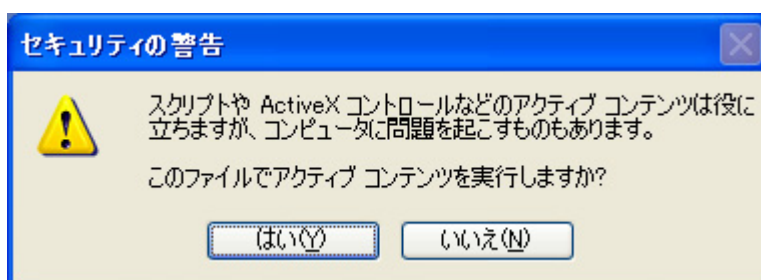 セキュリティの警告
スクリプトや ActiveX コントロールなどのアクティブ コンテンツは役に
立ちますが、コンピュータに問題を起こすものもあります。
このファイルでアクティブ コンテンツを実行しますか?
はい(Y)
いいえ(N)